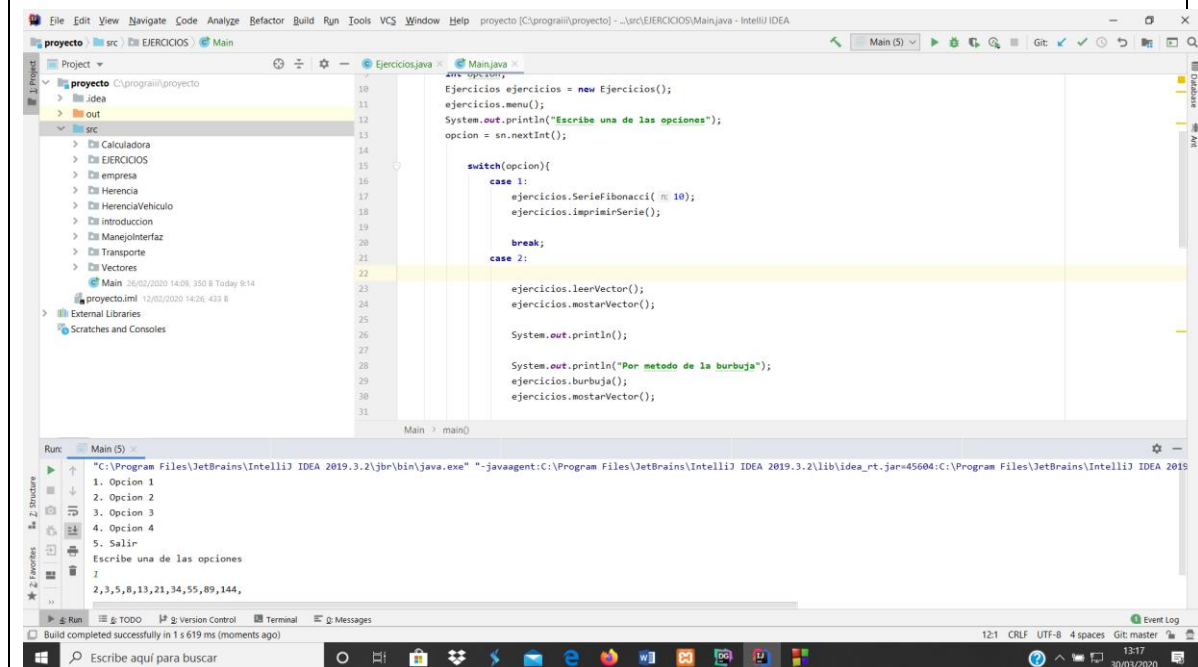 File Edit View Navigate Code Analyze Refactor Build Run Tools VCS Window Help proyecto [C:\prograiii\proyecto] - ...\src\EJERCICIOS\Main.java - IntelliJ IDEA
proyecto src EJERCICIOS Main
Main (5) Git:
Project
Ejercicios.java Main.java
1: Project
proyecto C:\prograiii\proyecto
.idea
out
src
Calculadora
EJERCICIOS
empresa
Herencia
HerenciaVehiculo
introduccion
ManejoInterfaz
Transporte
Vectores
Main 26/02/2020 14:09, 350 B Today 9:14
proyecto.iml 12/02/2020 14:26, 433 B
External Libraries
Scratches and Consoles
int opcion;
10 Ejercicios ejercicios = new Ejercicios();
11 ejercicios.menu();
12 System.out.println("Escribe una de las opciones");
13 opcion = sn.nextInt();
14
15 switch(opcion){
16 case 1:
17 ejercicios.SerieFibonacci( n: 10);
18 ejercicios.imprimirSerie();
19
20 break;
21 case 2:
22
23 ejercicios.leerVector();
24 ejercicios.mostarVector();
25
26 System.out.println();
27
28 System.out.println("Por metodo de la burbuja");
29 ejercicios.burbuja();
30 ejercicios.mostarVector();
31
Main > main()
Database
Ant
Run: Main (5)
"C:\Program Files\JetBrains\IntelliJ IDEA 2019.3.2\jbr\bin\java.exe" "-javaagent:C:\Program Files\JetBrains\IntelliJ IDEA 2019.3.2\lib\idea_rt.jar=45604:C:\Program Files\JetBrains\IntelliJ IDEA 2019
1. Opcion 1
2. Opcion 2
3. Opcion 3
4. Opcion 4
5. Salir
Escribe una de las opciones
1
2,3,5,8,13,21,34,55,89,144,
Z: Structure
2: Favorites
4: Run 6: TODO 9: Version Control Terminal 0: Messages Event Log
Build completed successfully in 1 s 619 ms (moments ago) 12:1 CRLF UTF-8 4 spaces Git: master
Escribe aquí para buscar
13:17
30/03/2020